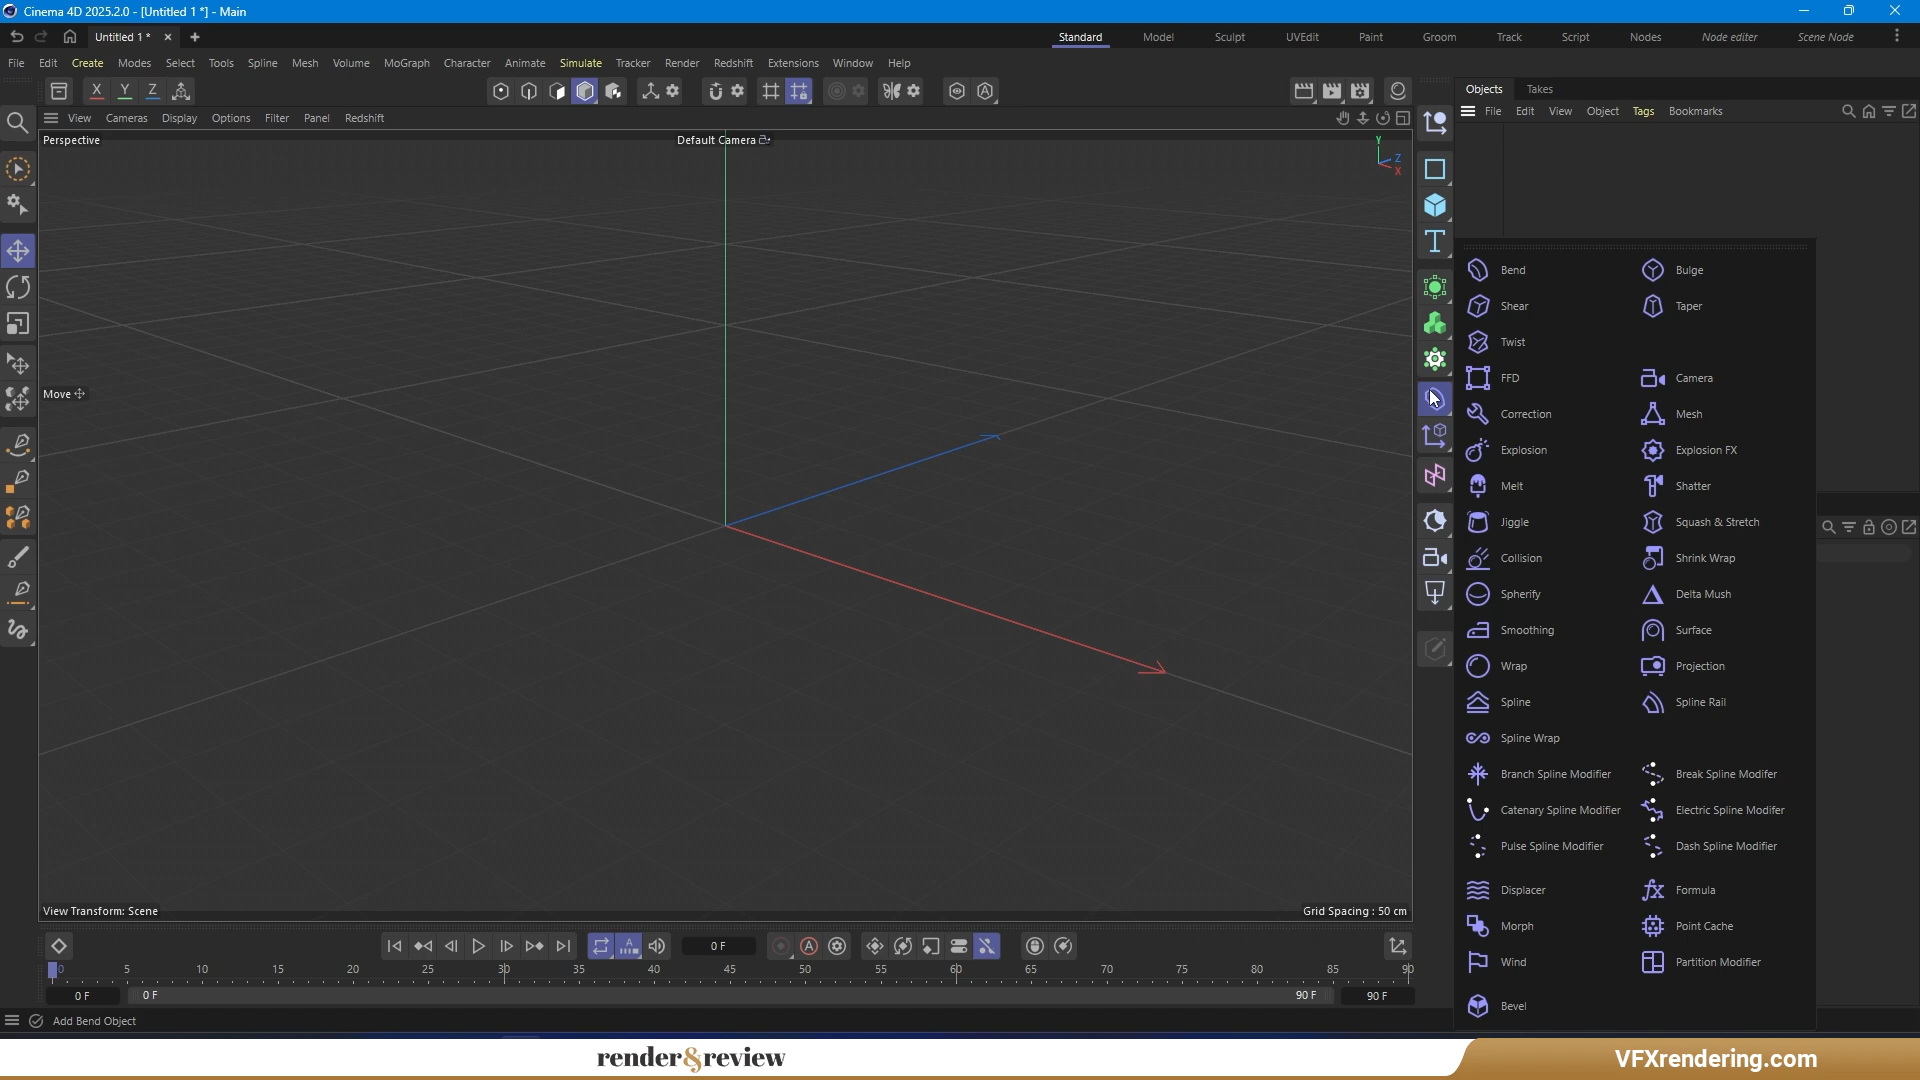 Cinema 4D 2025.2.0 - [Untitled 1 *] - Main
Untitled 1 *
Standard Model Sculpt UVEdit Paint Groom Track Script Nodes Node editer Scene Node
File Edit Create Modes Select Tools Spline Mesh Volume MoGraph Character Animate Simulate Tracker Render Redshift Extensions Window Help
Objects Takes
X Y Z
View Cameras Display Options Filter Panel Redshift
File Edit View Object Tags Bookmarks
Perspective
Default Camera
Y
Z
X
Move
Bend Bulge
Shear Taper
Twist
FFD Camera
Correction Mesh
Explosion Explosion FX
Melt Shatter
Jiggle Squash & Stretch
Collision Shrink Wrap
Spherify Delta Mush
Smoothing Surface
Wrap Projection
Spline Spline Rail
Spline Wrap
Branch Spline Modifier Break Spline Modifer
Catenary Spline Modifier Electric Spline Modifer
Pulse Spline Modifier Dash Spline Modifier
Displacer Formula
Morph Point Cache
Wind Partition Modifier
Bevel
View Transform: Scene
Grid Spacing : 50 cm
0 F
0 5 10 15 20 25 30 35 40 45 50 55 60 65 70 75 80 85 90
0 F 0 F 90 F 90 F
Add Bend Object
render&review
VFXrendering.com